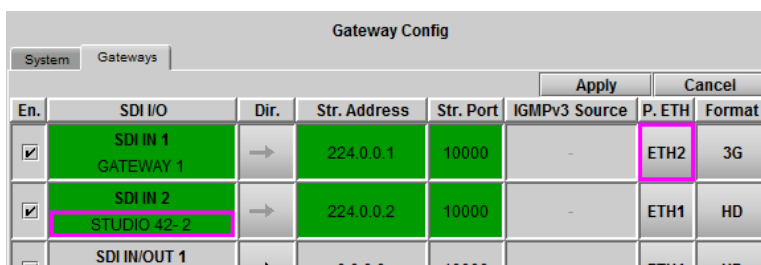 Gateway Config
System Gateways
Apply Cancel
En. SDI I/O Dir. Str. Address Str. Port IGMPv3 Source P. ETH Format
SDI IN 1
GATEWAY 1
224.0.0.1 10000 - ETH2 3G
SDI IN 2
STUDIO 42- 2
224.0.0.2 10000 - ETH1 HD
SDI IN/OUT 1